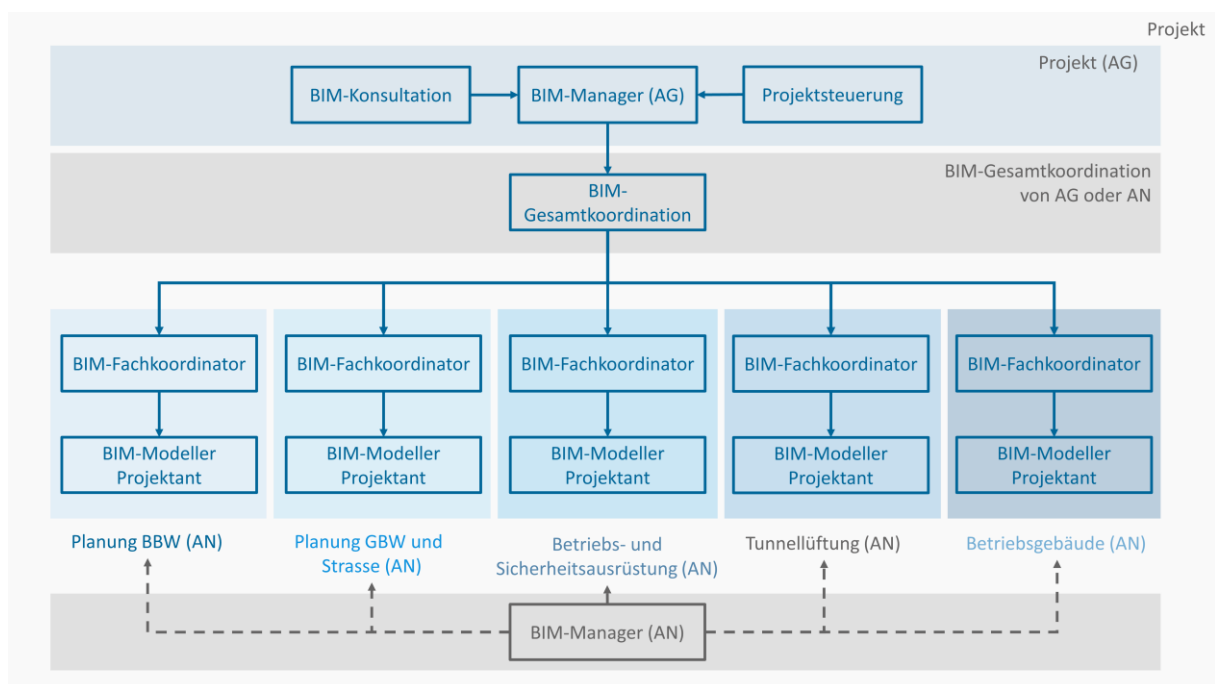 Projekt
Projekt (AG)
BIM-Konsultation
BIM-Manager (AG)
Projektsteuerung
BIM-Gesamtkoordination
von AG oder AN
BIM-
Gesamtkoordination
BIM-Fachkoordinator
BIM-Fachkoordinator
BIM-Fachkoordinator
BIM-Fachkoordinator
BIM-Fachkoordinator
BIM-Modeller
Projektant
BIM-Modeller
Projektant
BIM-Modeller
Projektant
BIM-Modeller
Projektant
BIM-Modeller
Projektant
Planung BBW (AN)
Planung GBW und
Strasse (AN)
Betriebs- und
Sicherheitsausrüstung (AN)
Tunnellüftung (AN)
Betriebsgebäude (AN)
BIM-Manager (AN)